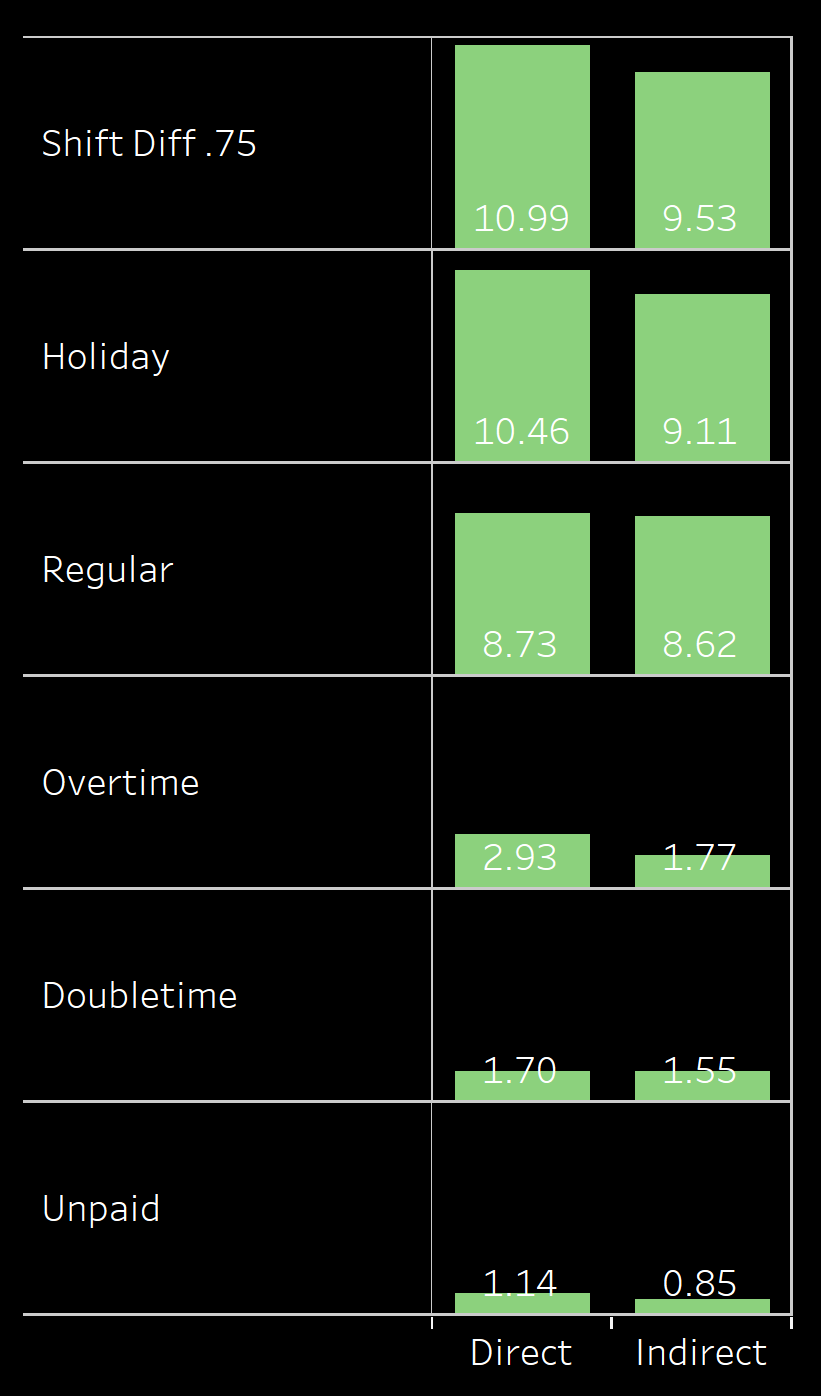 Shift Diff .75
10.99 9.53
Holiday
10.46 9.11
Regular
8.73 8.62
Overtime
2.93 1.77
Doubletime
1.70 1.55
Unpaid
1.14 0.85
Direct Indirect